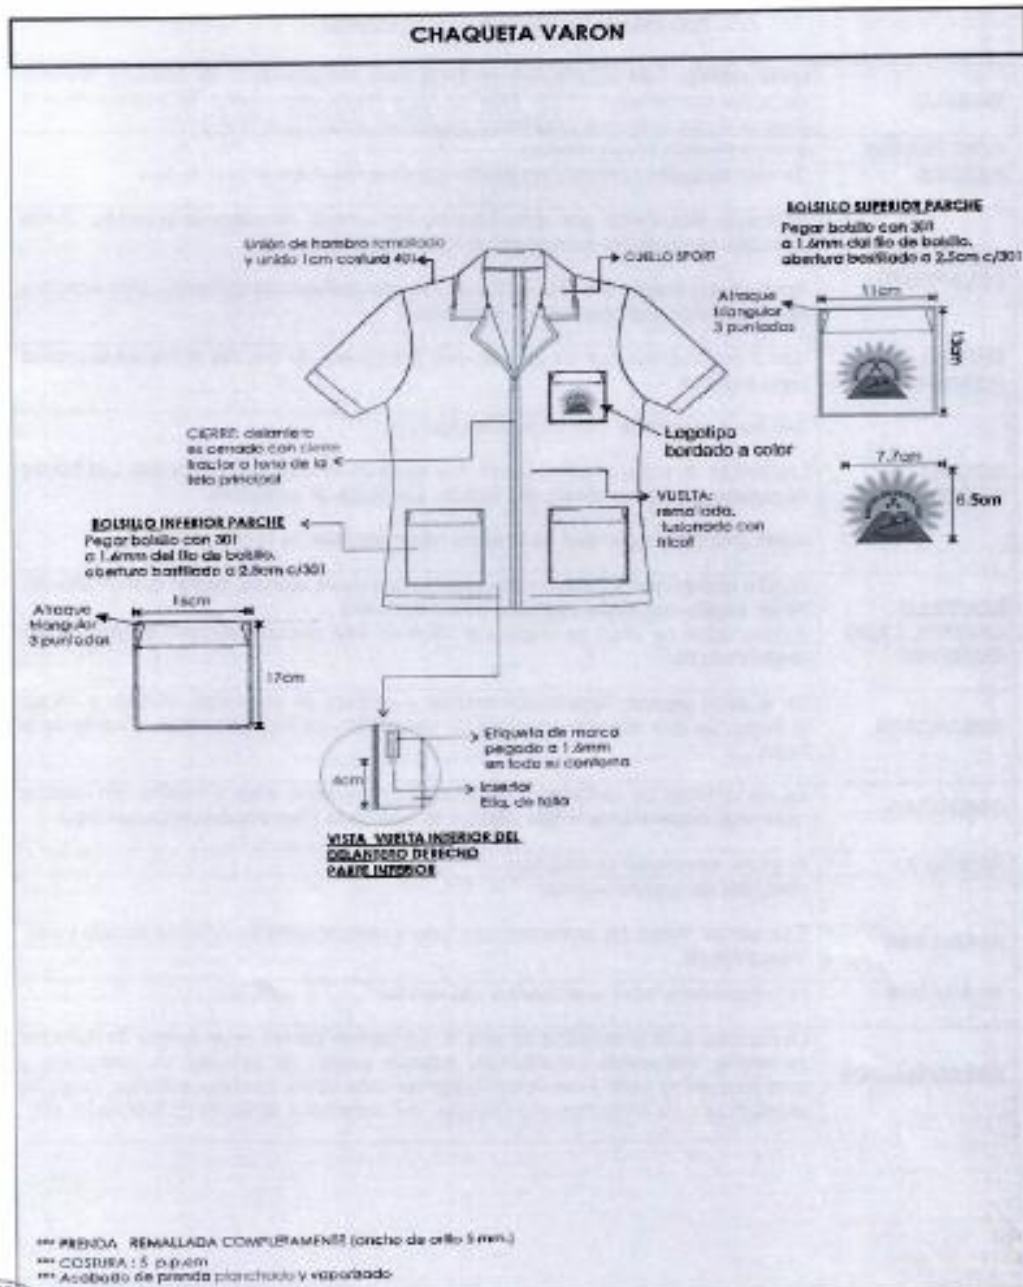 CHAQUETA VARON
BOLSILLO SUPERIOR PARCHE
Pegar bolsillo con 301
a 1.6mm del filo de bolsillo,
abertura bastillado a 2.5cm c/301
Unión de hombro remallado
y unido 1cm costura 401
CUELLO SPORT
Atraque
triangular
3 puntadas
11cm
13cm
CIERRE: delantero
es cerrado con cierre
tractor a tono de la
tela principal
Logotipo
bordado a color
7.7cm
6.5cm
VUELTA:
remallada,
fusionado con
tricot
BOLSILLO INFERIOR PARCHE
Pegar bolsillo con 301
a 1.6mm del filo de bolsillo,
abertura bastillado a 2.5cm c/301
Atraque
triangular
3 puntadas
16cm
17cm
Etiqueta de marca
pegado a 1.6mm
en todo su contorno
6cm
Insertar
Etiq. de talla
VISTA VUELTA INTERIOR DEL
DELANTERO DERECHO
PARTE INFERIOR
*** PRENDA REMALLADA COMPLETAMENTE (ancho de orillo 5 mm.)
*** COSTURA : 5 p.p.cm
*** Acabado de prenda planchado y vaporizado